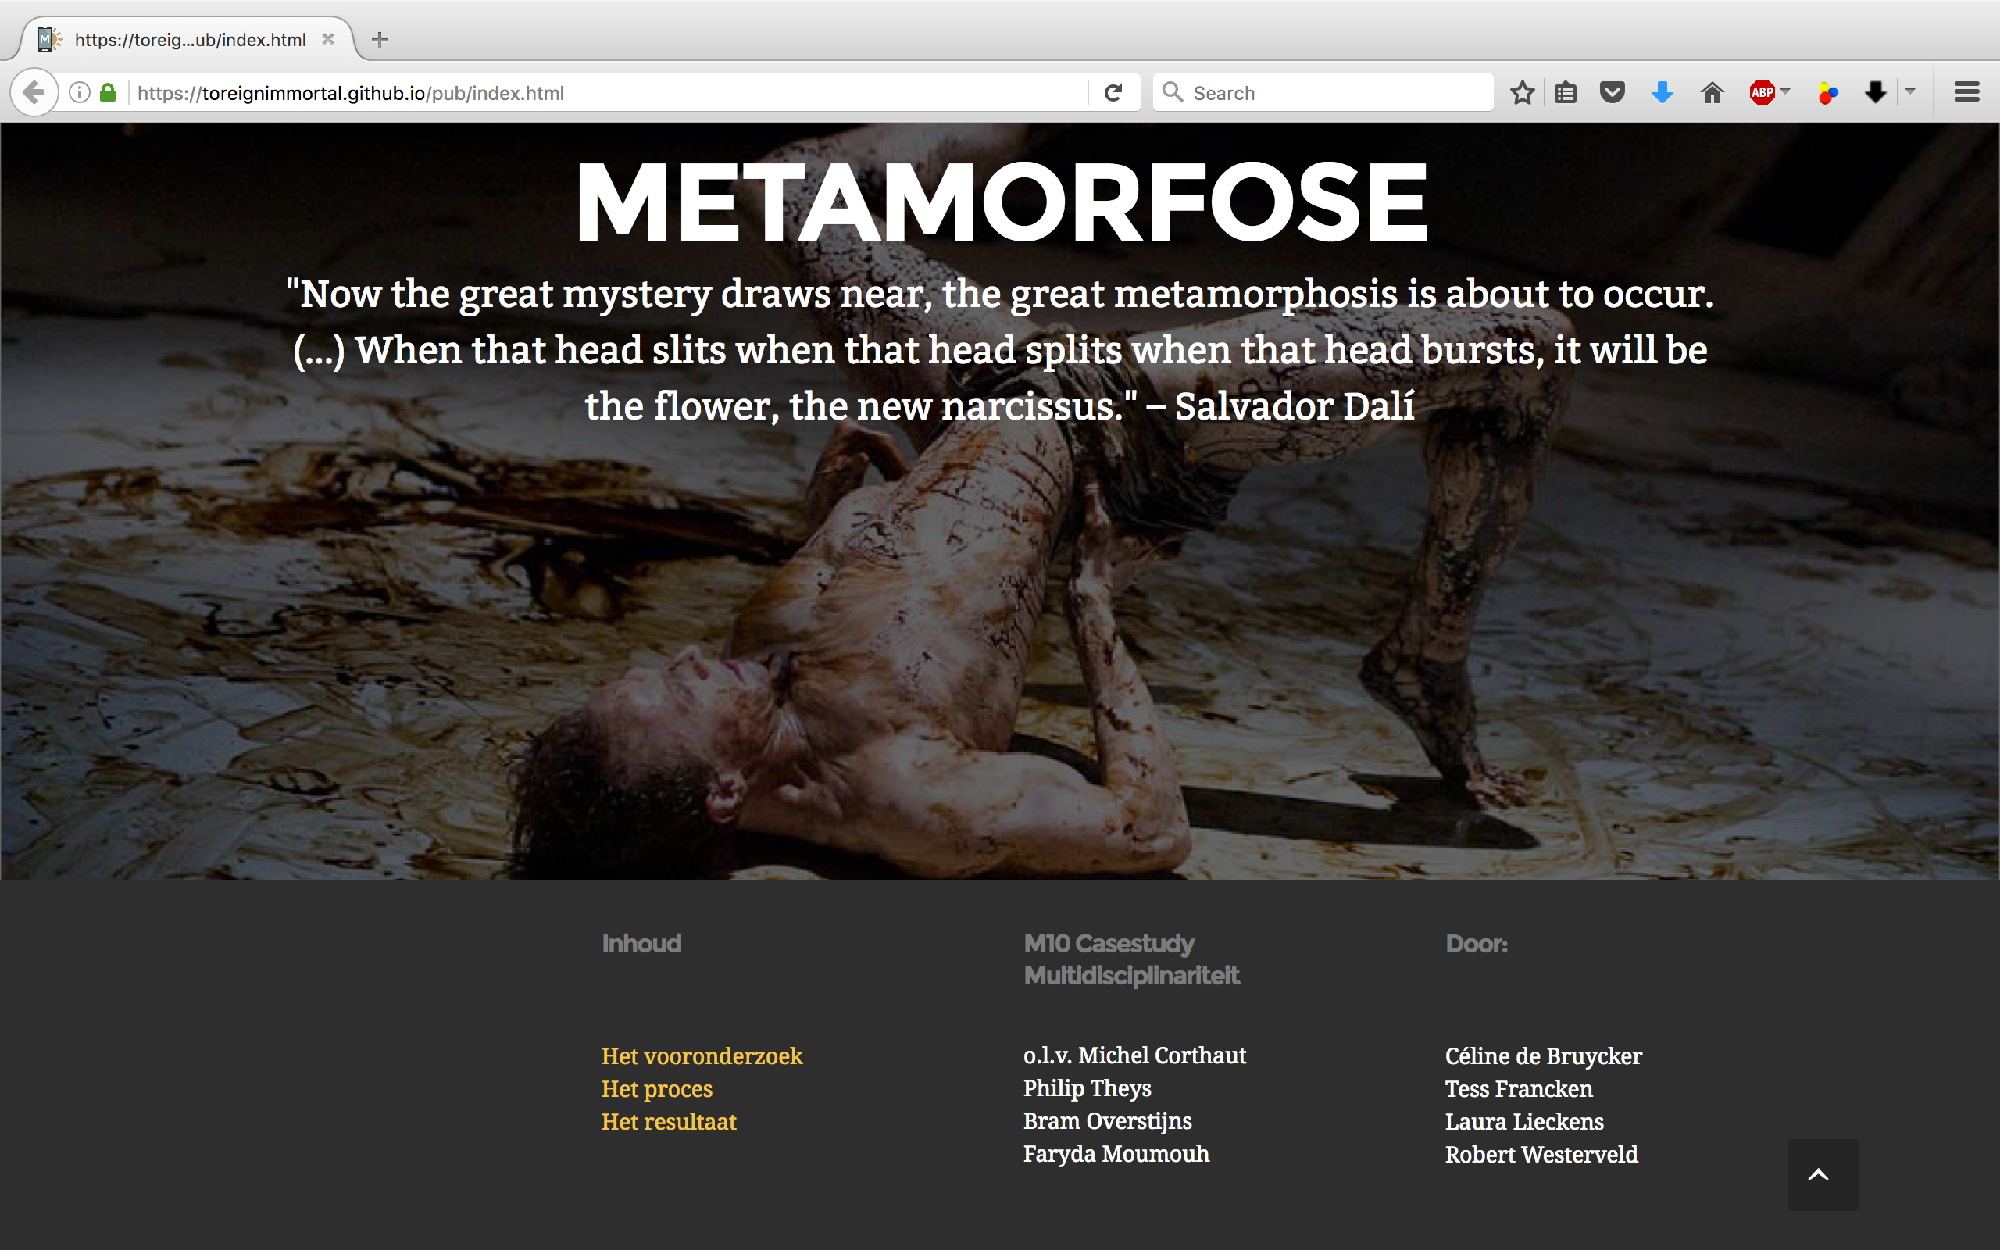 https://toreig...ub/index.html
https://toreignimmortal.github.io/pub/index.html
Search
ABP
METAMORFOSE
"Now the great mystery draws near, the great metamorphosis is about to occur.
(...) When that head slits when that head splits when that head bursts, it will be
the flower, the new narcissus." – Salvador Dalí
Inhoud
Het vooronderzoek
Het proces
Het resultaat
M10 Casestudy
Multidisciplinariteit
o.l.v. Michel Corthaut
Philip Theys
Bram Overstijns
Faryda Moumouh
Door:
Céline de Bruycker
Tess Francken
Laura Lieckens
Robert Westerveld